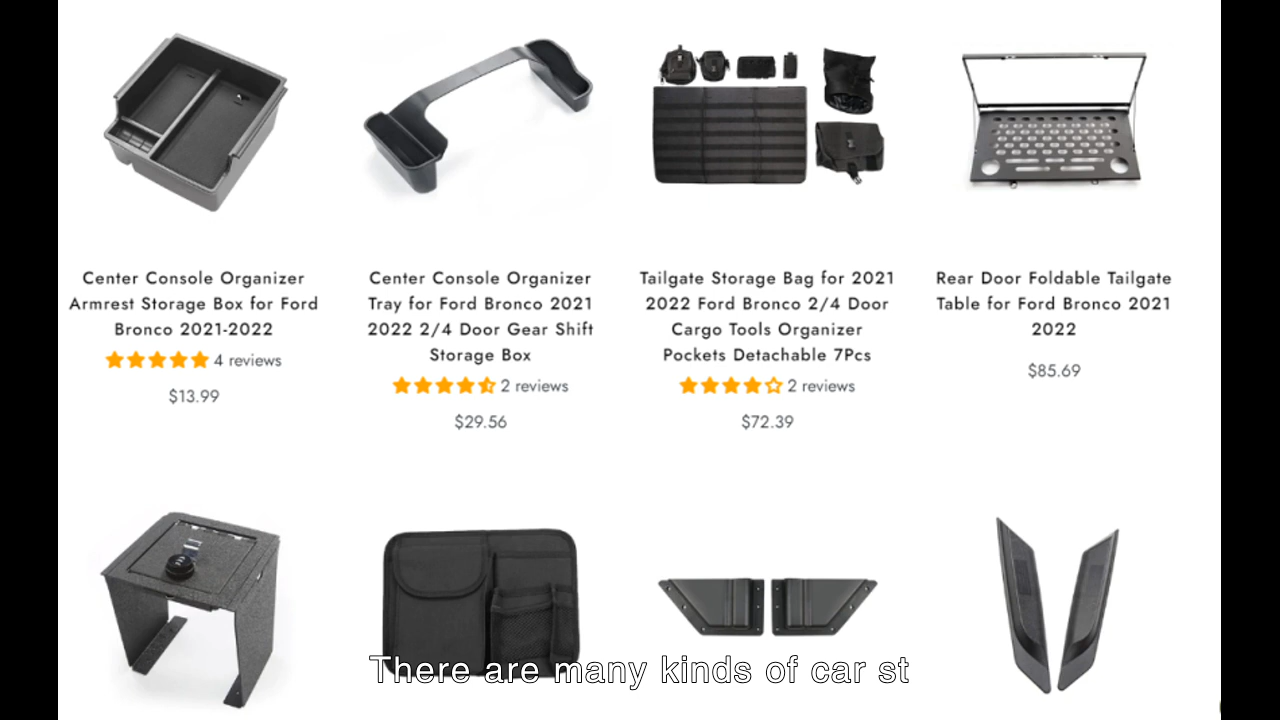 Center Console Organizer
Armrest Storage Box for Ford
Bronco 2021-2022
4 reviews
$13.99
Center Console Organizer
Tray for Ford Bronco 2021
2022 2/4 Door Gear Shift
Storage Box
2 reviews
$29.56
Tailgate Storage Bag for 2021
2022 Ford Bronco 2/4 Door
Cargo Tools Organizer
Pockets Detachable 7Pcs
2 reviews
$72.39
Rear Door Foldable Tailgate
Table for Ford Bronco 2021
2022
$85.69
There are many kinds of car st